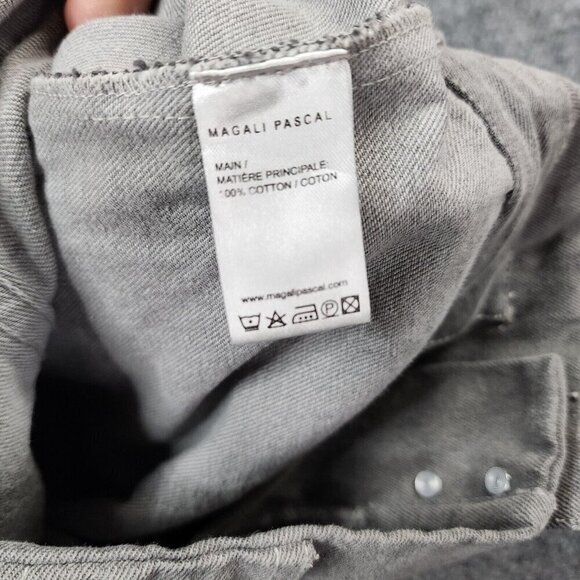 MAGALI PASCAL
MAIN /
MATIÈRE PRINCIPALE:
100% COTTON / COTON
www.magalipascal.com
P